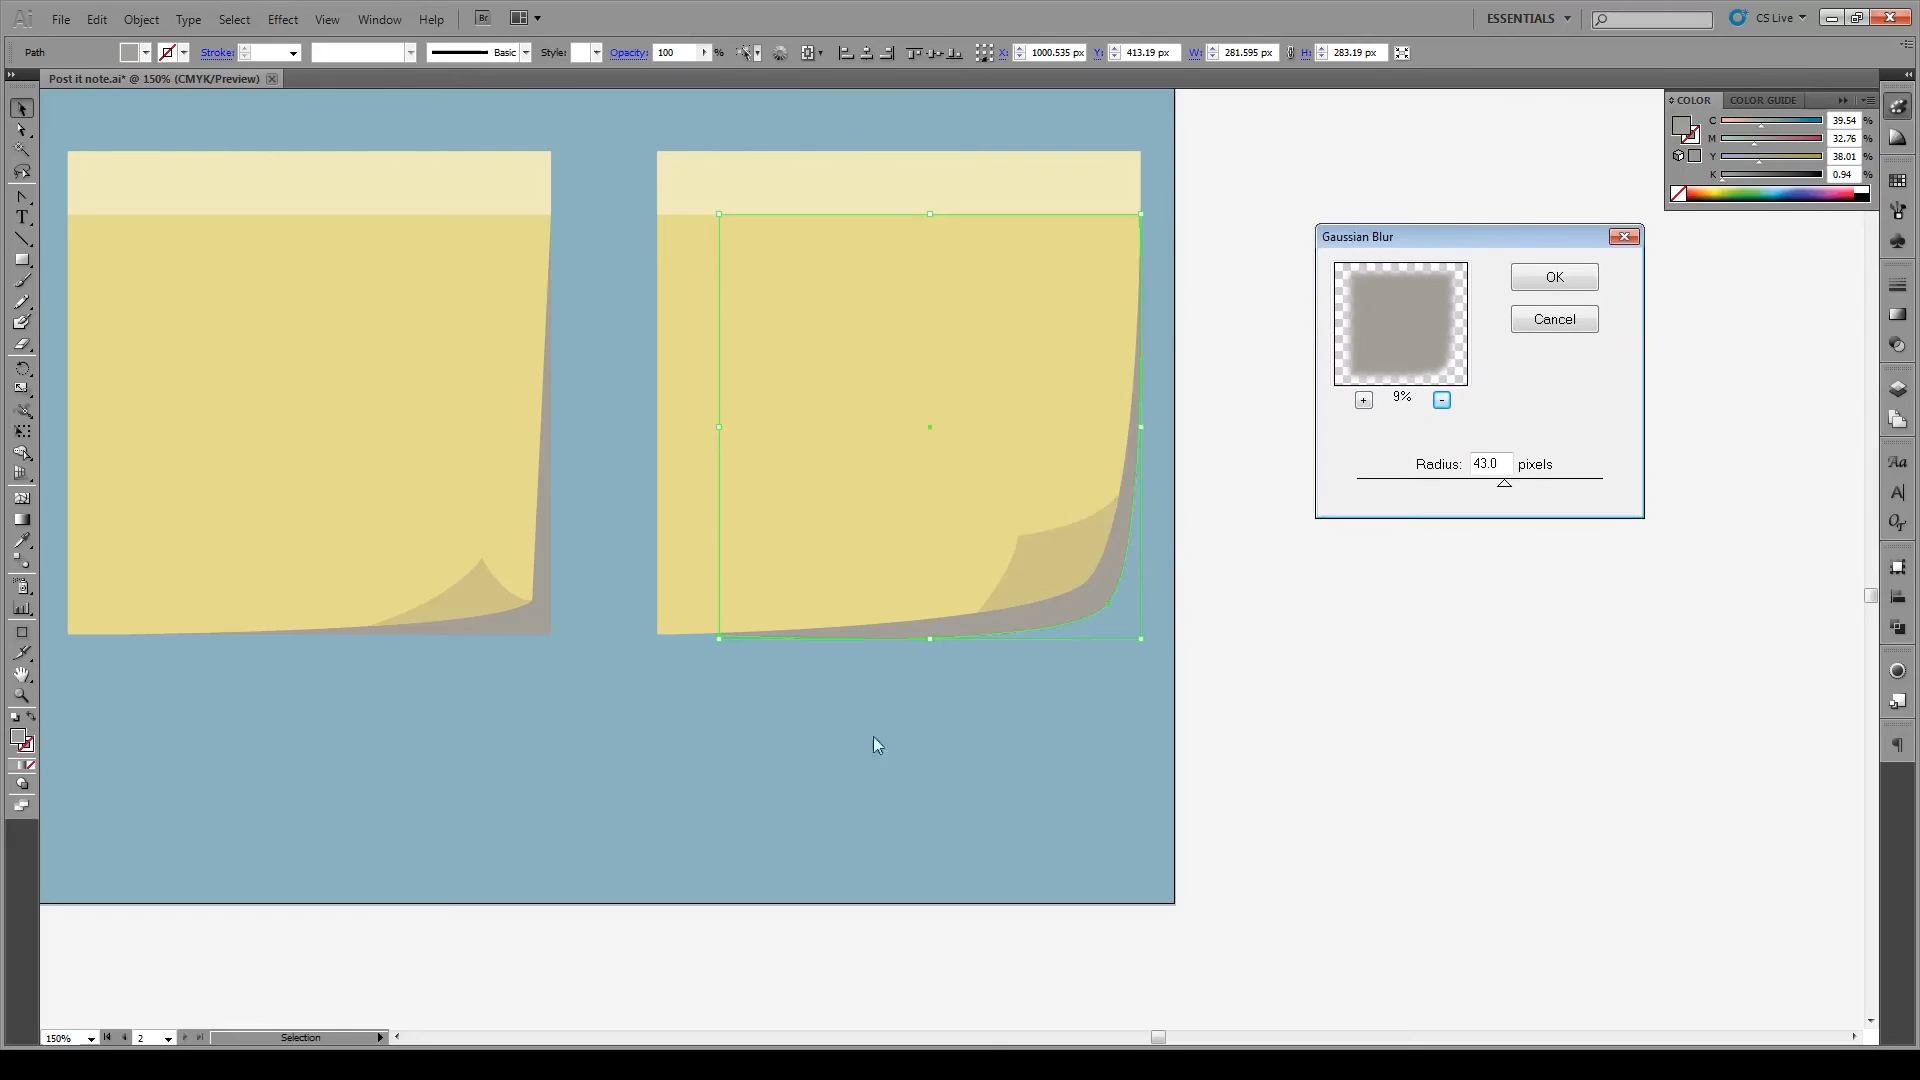 Ai File Edit Object Type Select Effect View Window Help Br ESSENTIALS CS Live
Path Stroke: Basic Style: Opacity: 100 % X: 1000.535 px Y: 413.19 px W: 281.595 px H: 283.19 px
Post it note.ai* @ 150% (CMYK/Preview)
COLOR COLOR GUIDE
C 39.54 %
M 32.76 %
Y 38.01 %
K 0.94 %
Gaussian Blur
OK
Cancel
+ 9% -
Radius: 43.0 pixels
150% 2 Selection